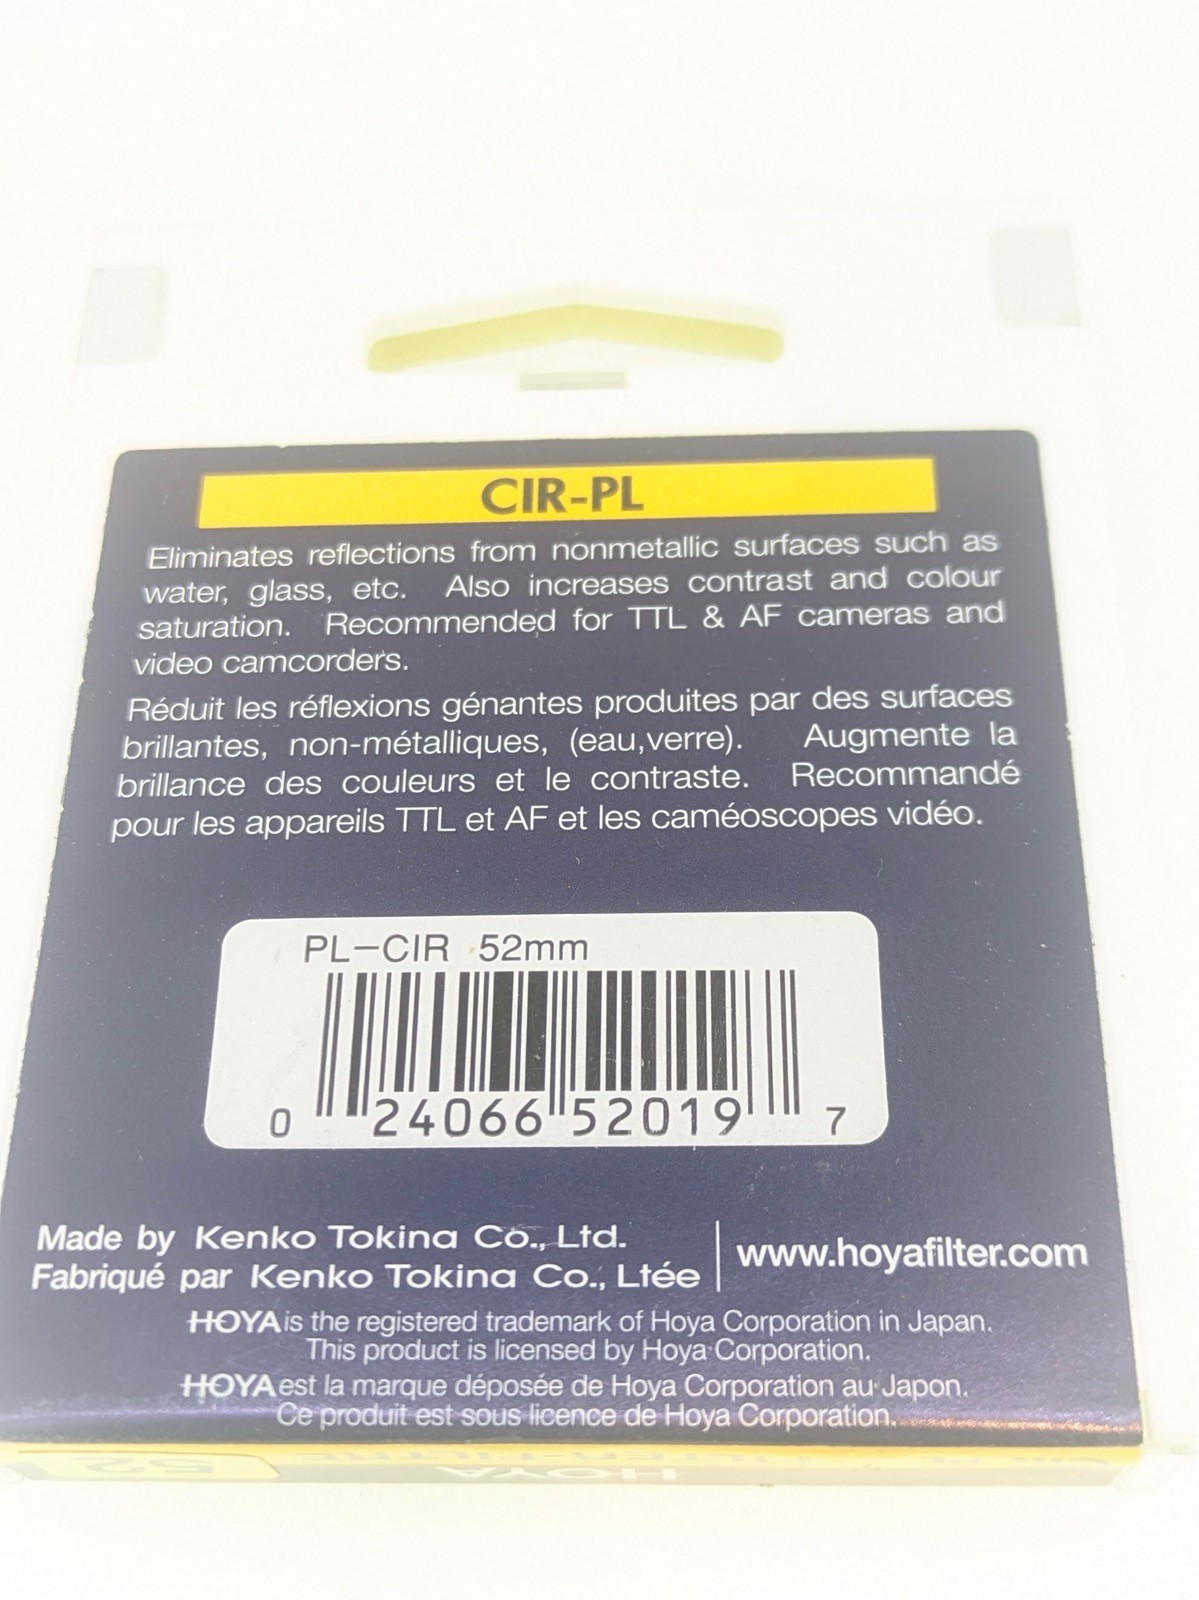 CIR-PL
Eliminates reflections from nonmetallic surfaces such as
water, glass, etc. Also increases contrast and colour
saturation. Recommended for TTL & AF cameras and
video camcorders.
Réduit les réflexions génantes produites par des surfaces
brillantes, non-métalliques, (eau,verre). Augmente la
brillance des couleurs et le contraste. Recommandé
pour les appareils TTL et AF et les caméoscopes vidéo.
PL-CIR 52mm
0 24066 52019 7
Made by Kenko Tokina Co., Ltd.
Fabriqué par Kenko Tokina Co., Ltée
www.hoyafilter.com
HOYA is the registered trademark of Hoya Corporation in Japan.
This product is licensed by Hoya Corporation.
HOYA est la marque déposée de Hoya Corporation au Japon.
Ce produit est sous licence de Hoya Corporation.
52 FILTER-FILTRE HOYA